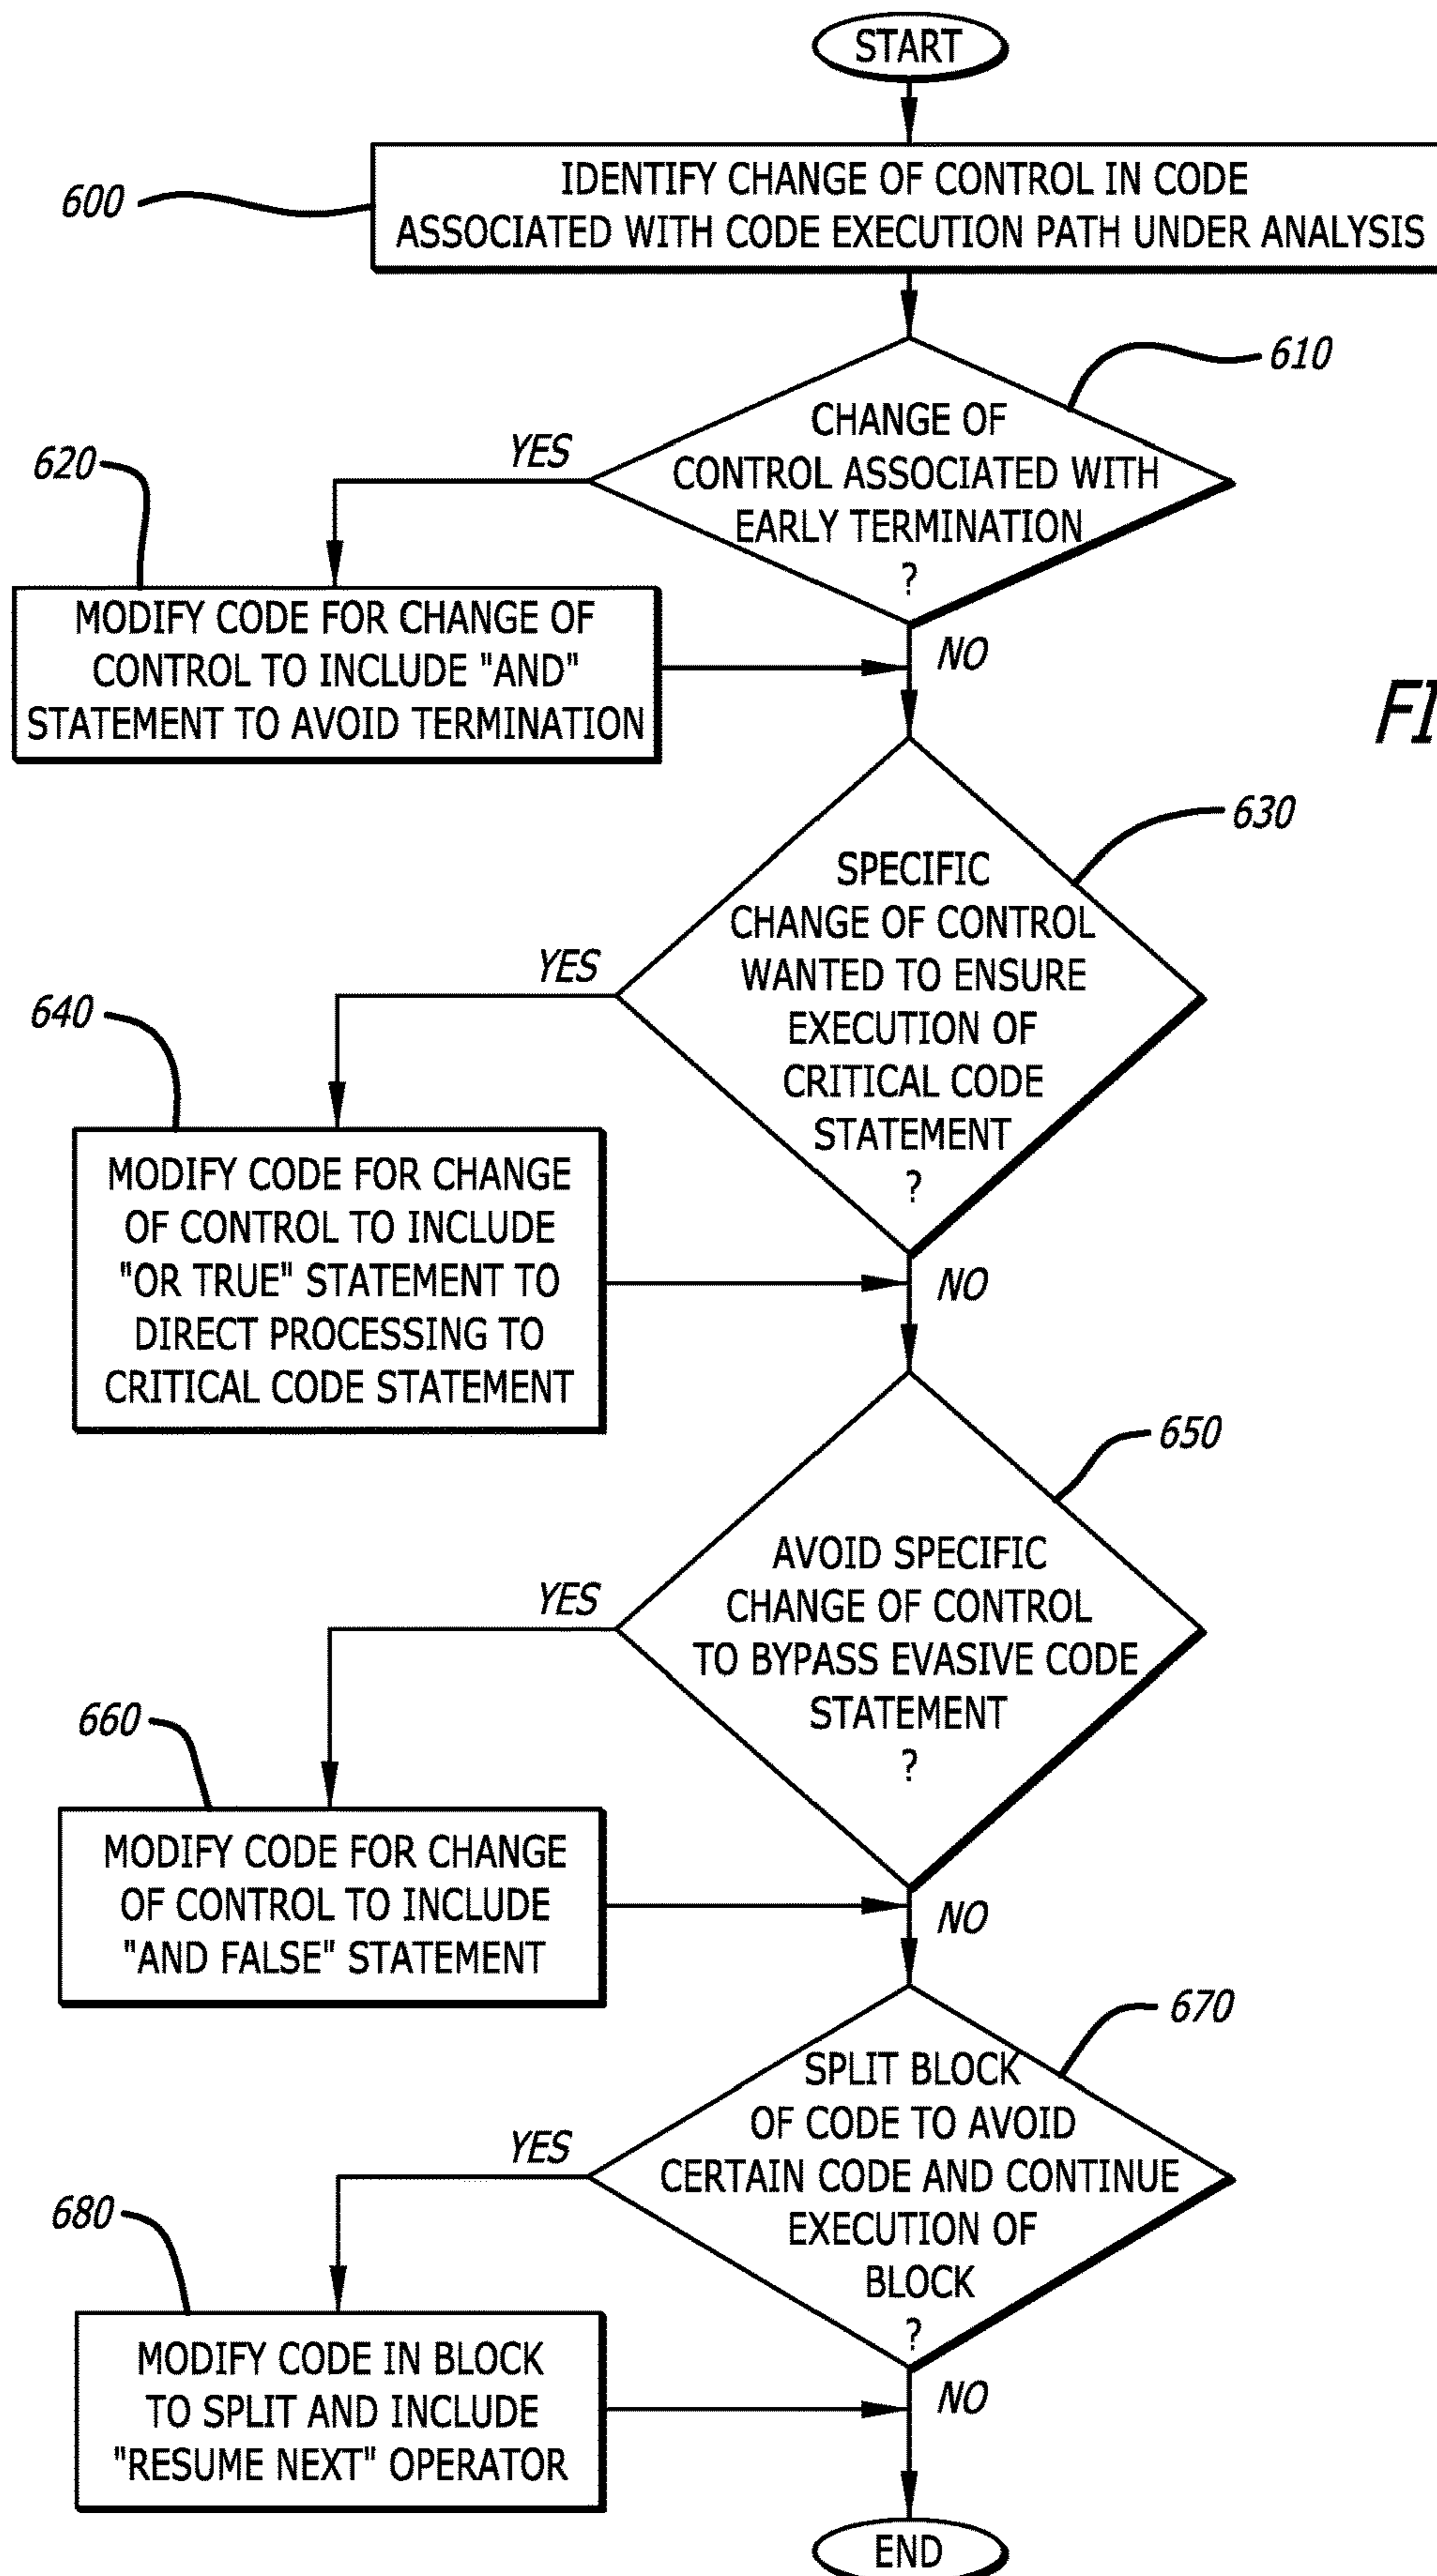 START
600
IDENTIFY CHANGE OF CONTROL IN CODE
ASSOCIATED WITH CODE EXECUTION PATH UNDER ANALYSIS
610
CHANGE OF
CONTROL ASSOCIATED WITH
EARLY TERMINATION
?
YES
620
MODIFY CODE FOR CHANGE OF
CONTROL TO INCLUDE "AND"
STATEMENT TO AVOID TERMINATION
NO
FI
630
SPECIFIC
CHANGE OF CONTROL
WANTED TO ENSURE
EXECUTION OF
CRITICAL CODE
STATEMENT
?
YES
640
MODIFY CODE FOR CHANGE
OF CONTROL TO INCLUDE
"OR TRUE" STATEMENT TO
DIRECT PROCESSING TO
CRITICAL CODE STATEMENT
NO
650
AVOID SPECIFIC
CHANGE OF CONTROL
TO BYPASS EVASIVE CODE
STATEMENT
?
YES
660
MODIFY CODE FOR CHANGE
OF CONTROL TO INCLUDE
"AND FALSE" STATEMENT
NO
670
SPLIT BLOCK
OF CODE TO AVOID
CERTAIN CODE AND CONTINUE
EXECUTION OF
BLOCK
?
YES
680
MODIFY CODE IN BLOCK
TO SPLIT AND INCLUDE
"RESUME NEXT" OPERATOR
NO
END